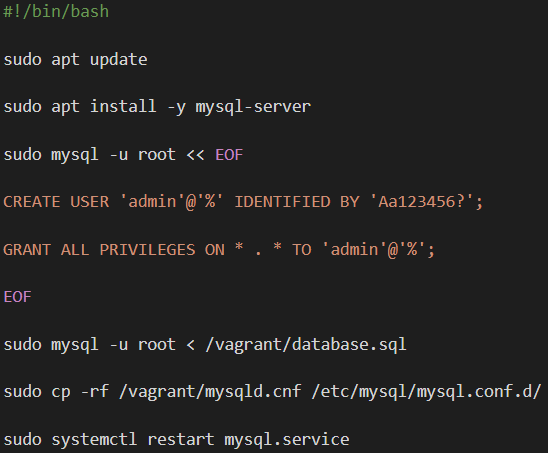 #!/bin/bash
sudo apt update
sudo apt install -y mysql-server
sudo mysql -u root << EOF
CREATE USER 'admin'@'%' IDENTIFIED BY 'Aa123456?';
GRANT ALL PRIVILEGES ON * . * TO 'admin'@'%';
EOF
sudo mysql -u root < /vagrant/database.sql
sudo cp -rf /vagrant/mysqld.cnf /etc/mysql/mysql.conf.d/
sudo systemctl restart mysql.service